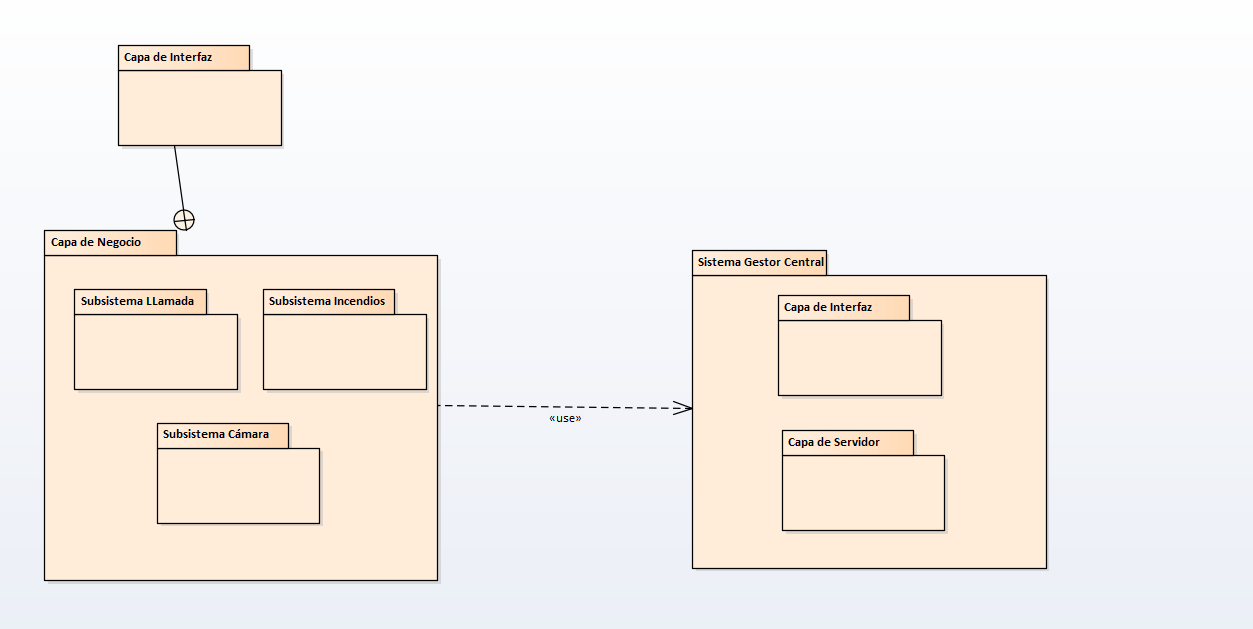 Capa de Interfaz
Capa de Negocio
Subsistema LLamada
Subsistema Incendios
Subsistema Cámara
«use»
Sistema Gestor Central
Capa de Interfaz
Capa de Servidor